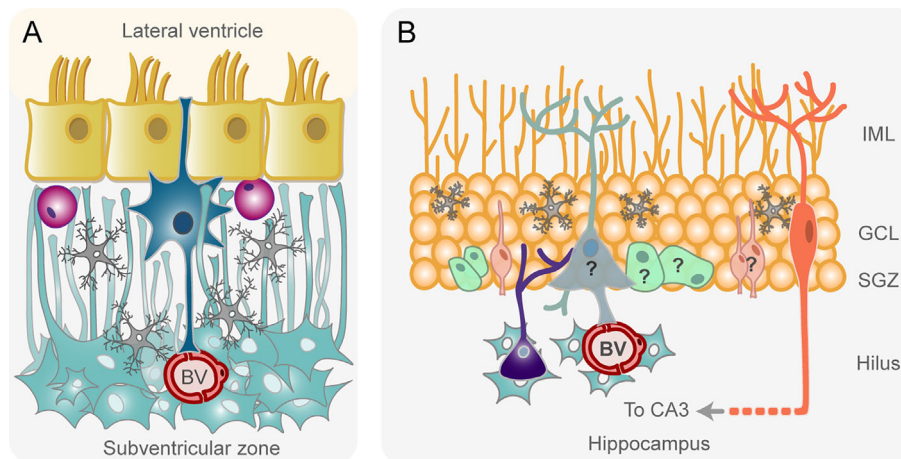 A
Lateral ventricle
BV
Subventricular zone
B
IML
GCL
SGZ
Hilus
?
?
?
?
BV
To CA3
Hippocampus